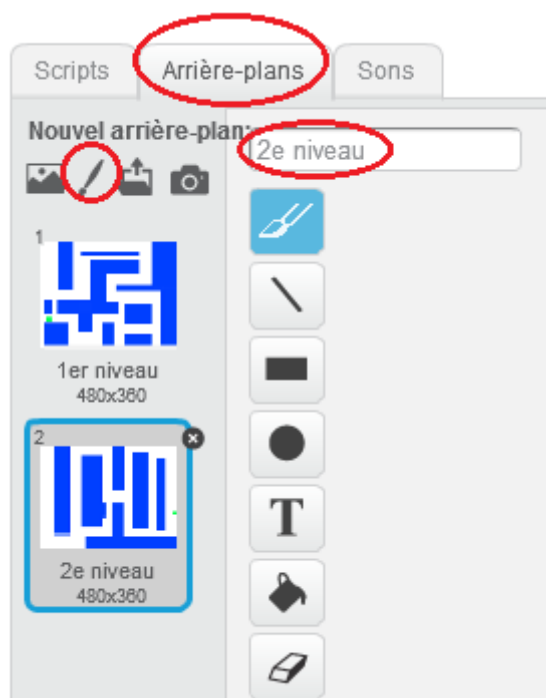 Scripts Arrière-plans Sons
Nouvel arrière-plan:
2e niveau
1
1er niveau
480x360
2
2e niveau
480x360
T